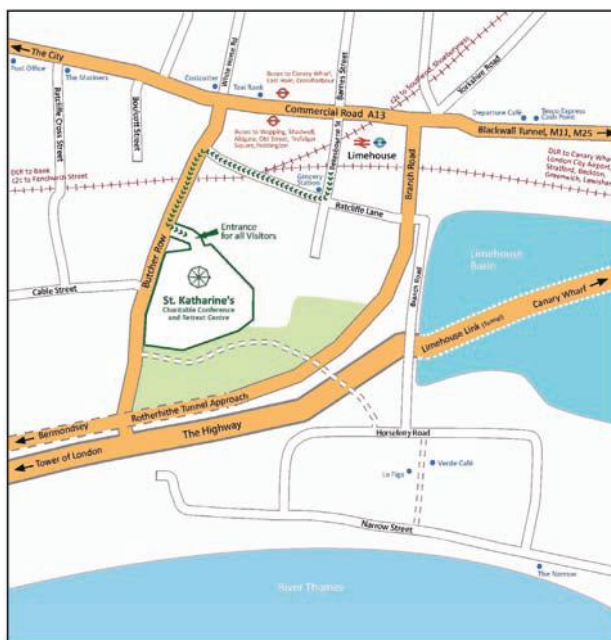 The City
Post Office
The Mariners
Ratcliffe Cross Street
Boulcott Street
Costcutter
White Horse Rd
Taxi Rank
Buses to Canary Wharf,
Barnes Street
c2c to Southend Shoeburyness
Yorkshire Road
Commercial Road A13
Departure Café
Tesco Express
Cash Point
Blackwall Tunnel, M11, M25
Buses to Wapping, Shadwell,
Aldgate, Old Street, Trafalgar
Square, Paddington
Limehouse
Branch Road
DLR to Bank
c2c to Fenchurch Street
DLR to Canary Wharf
London City Airport
Stratford, Beckton,
Greenwich, Lewisham
Grocery
Station
Ratcliffe Lane
Butcher Row
Entrance
for all Visitors
Cable Street
St. Katharine's
Charitable Conference
and Retreat Centre
Branch Road
Limehouse
Basin
Canary Wharf
Limehouse Link (Tunnel)
Rotherhithe Tunnel Approach
Bermondsey
The Highway
Tower of London
Horseferry Road
La Figa
Verde Café
Narrow Street
The Narrow
River Thames